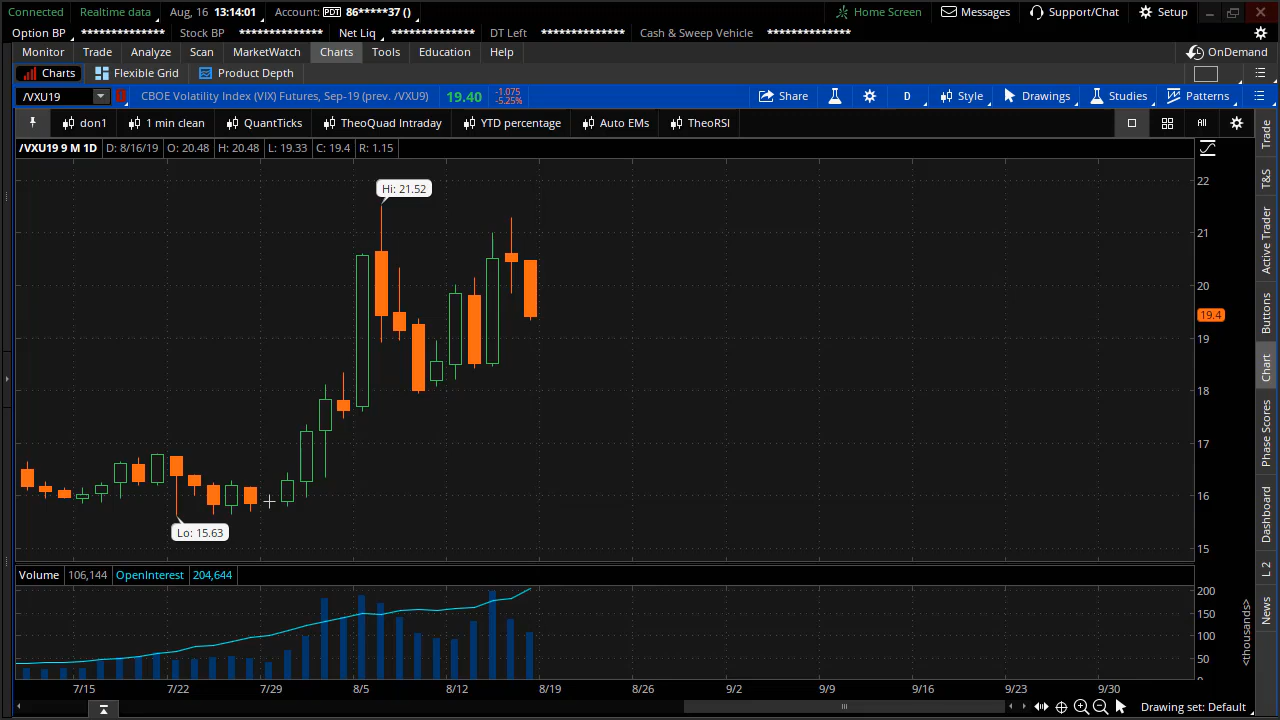 Connected Realtime data Aug, 16 13:14:01 Account: PDT 86*****37 () Home Screen Messages Support/Chat Setup
Option BP ************** Stock BP ************** Net Liq ************** DT Left ************** Cash & Sweep Vehicle **************
Monitor Trade Analyze Scan MarketWatch Charts Tools Education Help OnDemand
Charts Flexible Grid Product Depth
/VXU19 CBOE Volatility Index (VIX) Futures, Sep-19 (prev. /VXU9) 19.40 -1.075 Share D Style Drawings Studies Patterns
-5.25%
don1 1 min clean QuantTicks TheoQuad Intraday YTD percentage Auto EMs TheoRSI All
/VXU19 9 M 1D D: 8/16/19 O: 20.48 H: 20.48 L: 19.33 C: 19.4 R: 1.15
Hi: 21.52
Lo: 15.63
22
21
20
19.4
19
18
17
16
15
Volume 106,144 OpenInterest 204,644
200
150
100
50
0
<thousands>
7/15 7/22 7/29 8/5 8/12 8/19 8/26 9/2 9/9 9/16 9/23 9/30
Drawing set: Default
Trade
T&S
Active Trader
Buttons
Chart
Phase Scores
Dashboard
L 2
News